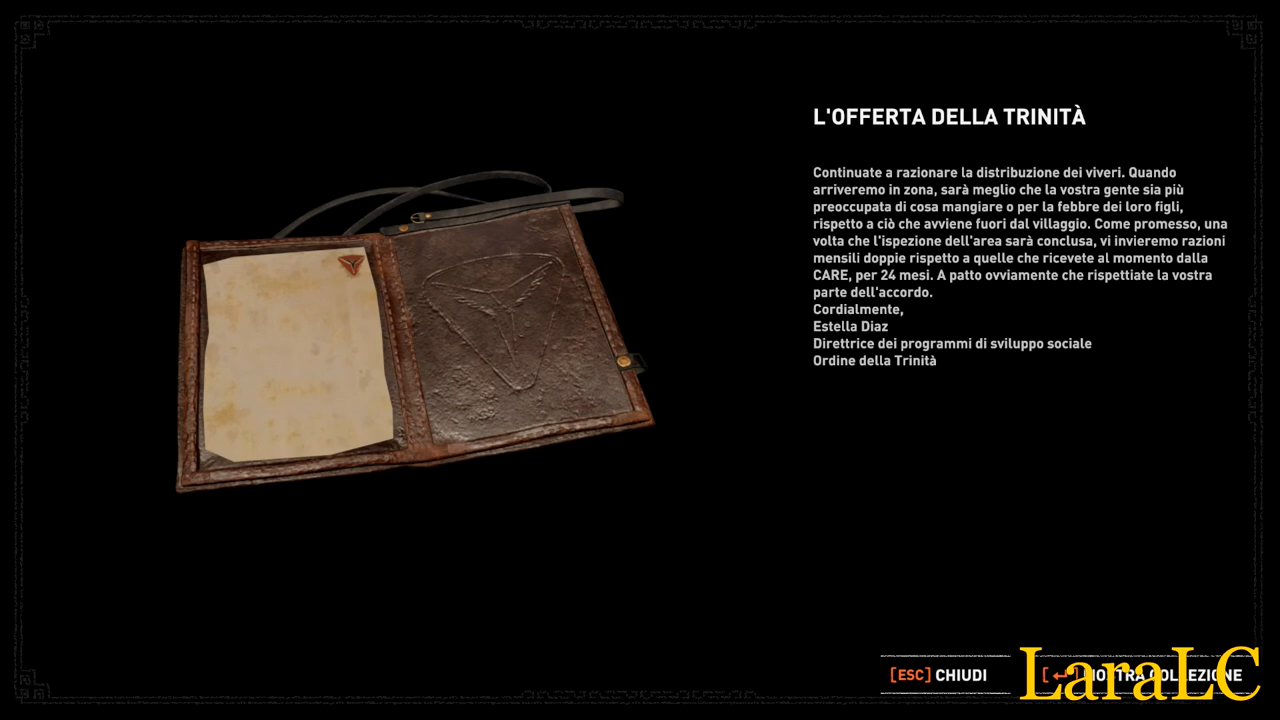 L'OFFERTA DELLA TRINITÀ
Continuate a razionare la distribuzione dei viveri. Quando
arriveremo in zona, sarà meglio che la vostra gente sia più
preoccupata di cosa mangiare o per la febbre dei loro figli,
rispetto a ciò che avviene fuori dal villaggio. Come promesso, una
volta che l'ispezione dell'area sarà conclusa, vi invieremo razioni
mensili doppie rispetto a quelle che ricevete al momento dalla
CARE, per 24 mesi. A patto ovviamente che rispettiate la vostra
parte dell'accordo.
Cordialmente,
Estella Diaz
Direttrice dei programmi di sviluppo sociale
Ordine della Trinità
[ESC] CHIUDI [↵] MOSTRA COLLEZIONE
LaraLC